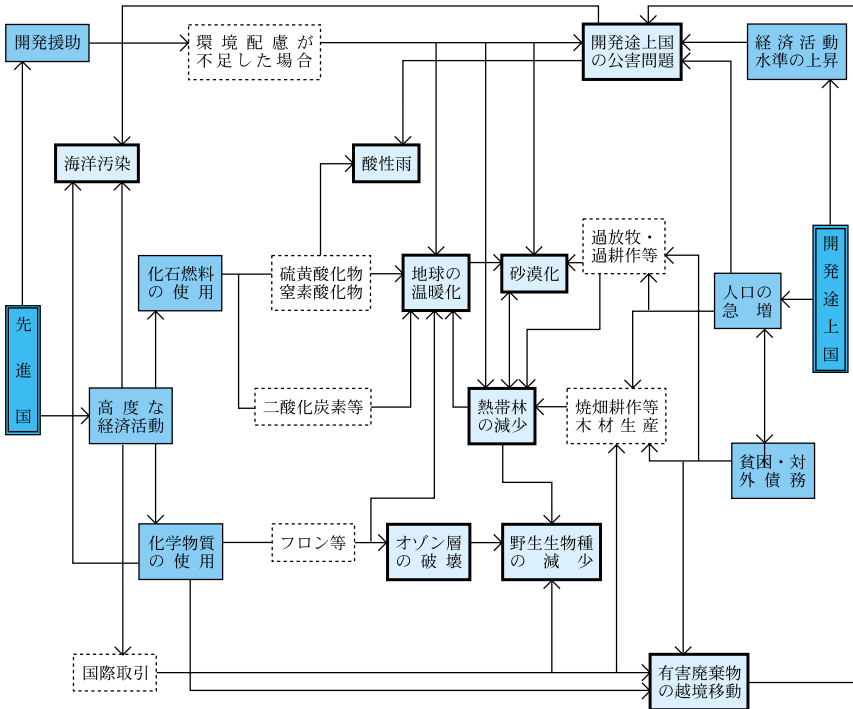 開発援助
環境配慮が
不足した場合
開発途上国
の公害問題
経済活動
水準の上昇
海洋汚染
酸性雨
化石燃料
の使用
硫黄酸化物
窒素酸化物
地球の
温暖化
砂漠化
過放牧・
過耕作等
人口の
急増
開発途上国
先進国
高度な
経済活動
二酸化炭素等
熱帯林
の減少
焼畑耕作等
木材生産
貧困・対
外債務
化学物質
の使用
フロン等
オゾン層
の破壊
野生生物種
の減少
国際取引
有害廃棄物
の越境移動